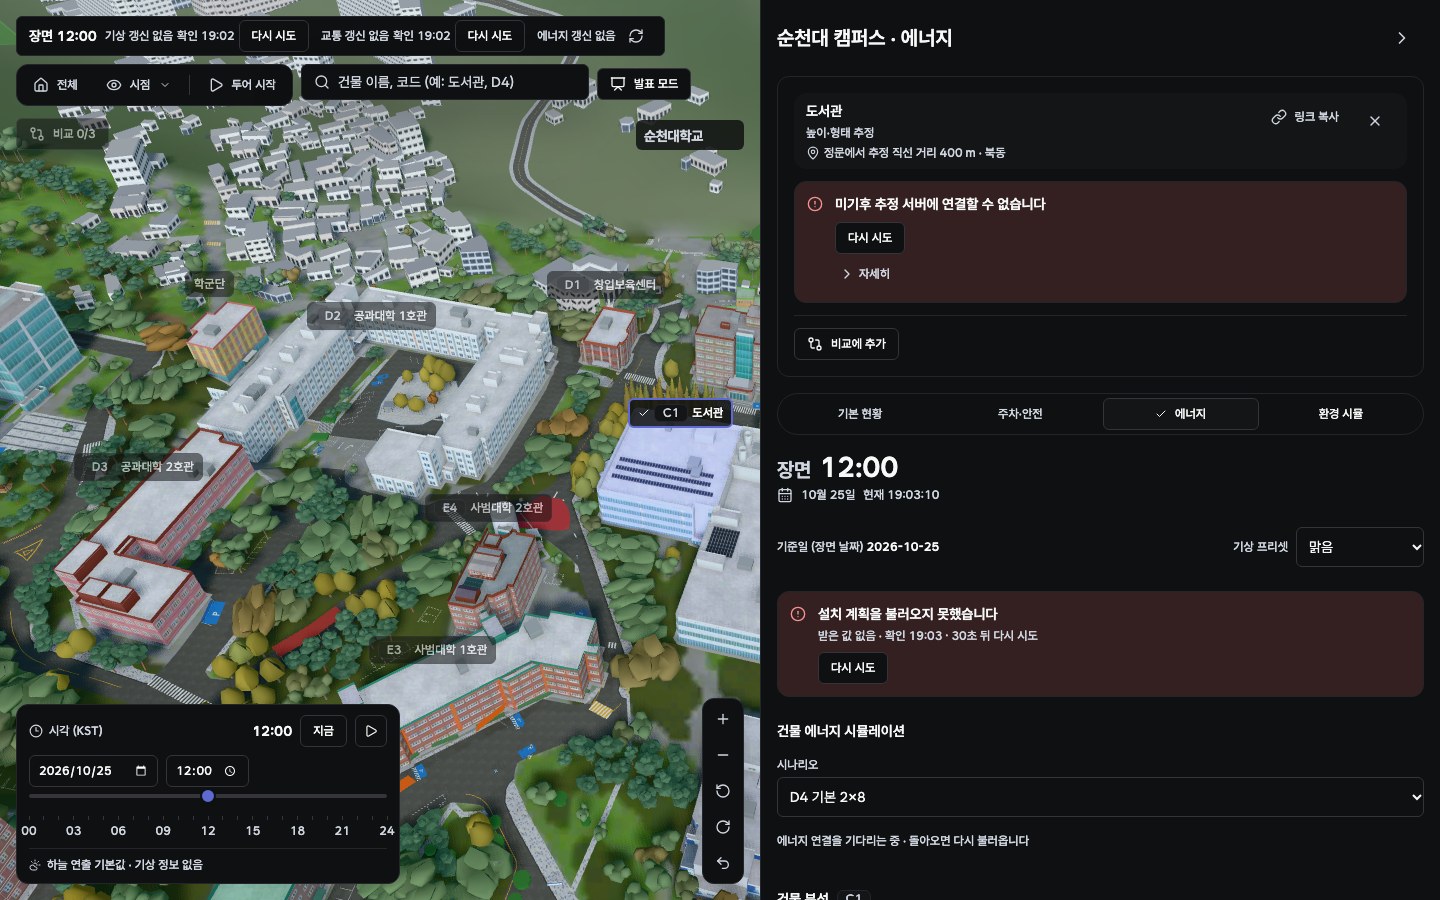 장면 12:00 기상 갱신 없음 확인 19:02 다시 시도 교통 갱신 없음 확인 19:02 다시 시도 에너지 갱신 없음
전체 시점 투어 시작 건물 이름, 코드 (예: 도서관, D4) 발표 모드
비교 0/3
순천대학교
학군단
D1 창업보육센터
D2 공과대학 1호관
C1 도서관
D3 공과대학 2호관
E4 사범대학 2호관
E3 사범대학 1호관
시각 (KST) 12:00 지금
2026/10/25 12:00
00 03 06 09 12 15 18 21 24
하늘 연출 기본값 · 기상 정보 없음
순천대 캠퍼스 · 에너지
도서관
링크 복사
높이·형태 추정
정문에서 추정 직선 거리 400 m · 북동
미기후 추정 서버에 연결할 수 없습니다
다시 시도
자세히
비교에 추가
기본 현황 주차·안전 에너지 환경 시뮬
장면 12:00
10월 25일 현재 19:03:10
기준일 (장면 날짜) 2026-10-25 기상 프리셋 맑음
설치 계획을 불러오지 못했습니다
받은 값 없음 · 확인 19:03 · 30초 뒤 다시 시도
다시 시도
건물 에너지 시뮬레이션
시나리오
D4 기본 2×8
에너지 연결을 기다리는 중 · 돌아오면 다시 불러옵니다
건물 분석 C1